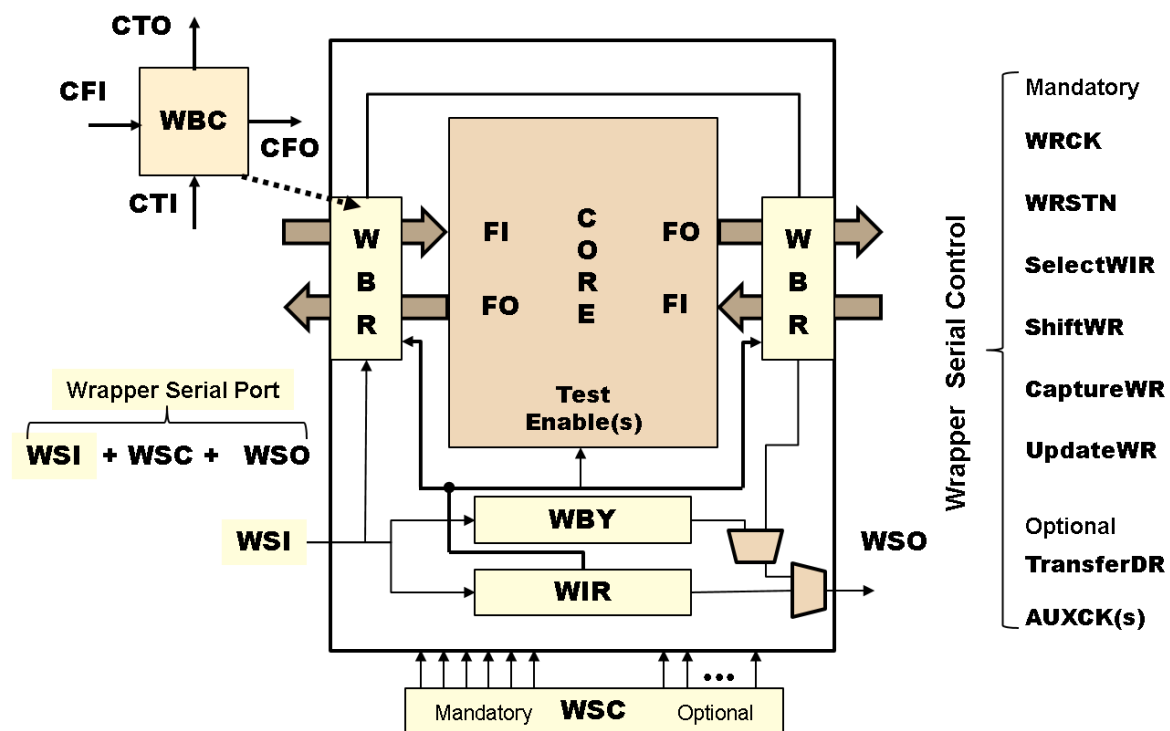 CTO
CFI
WBC
CFO
CTI
W
B
R
FI
FO
C
O
R
E
FO
FI
W
B
R
Test
Enable(s)
Wrapper Serial Port
WSI + WSC + WSO
WSI
WBY
WIR
WSO
Mandatory WSC Optional
•••
Wrapper Serial Control
Mandatory
WRCK
WRSTN
SelectWIR
ShiftWR
CaptureWR
UpdateWR
Optional
TransferDR
AUXCK(s)